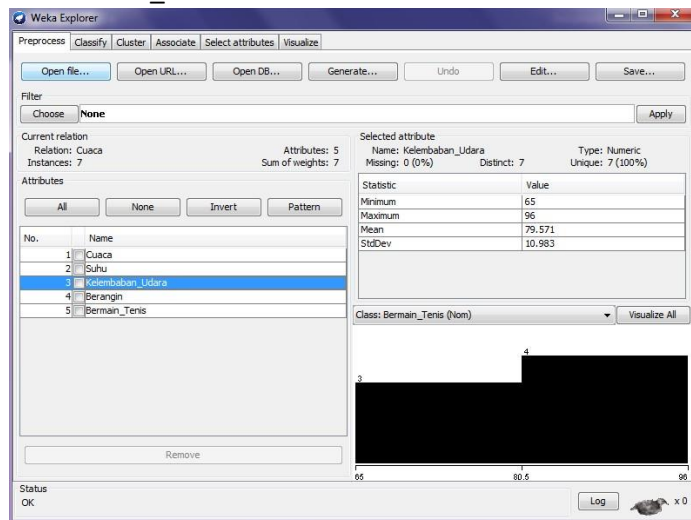 Weka Explorer
Preprocess Classify Cluster Associate Select attributes Visualize
Open file... Open URL... Open DB... Generate... Undo Edit... Save...
Filter
Choose None Apply
Current relation
Relation: Cuaca Attributes: 5
Instances: 7 Sum of weights: 7
Attributes
All None Invert Pattern
No. Name
1 Cuaca
2 Suhu
3 Kelembaban_Udara
4 Berangin
5 Bermain_Tenis
Remove
Selected attribute
Name: Kelembaban_Udara Type: Numeric
Missing: 0 (0%) Distinct: 7 Unique: 7 (100%)
Statistic Value
Minimum 65
Maximum 96
Mean 79.571
StdDev 10.983
Class: Bermain_Tenis (Nom) Visualize All
4
3
65 80.5 96
Status
OK Log x 0